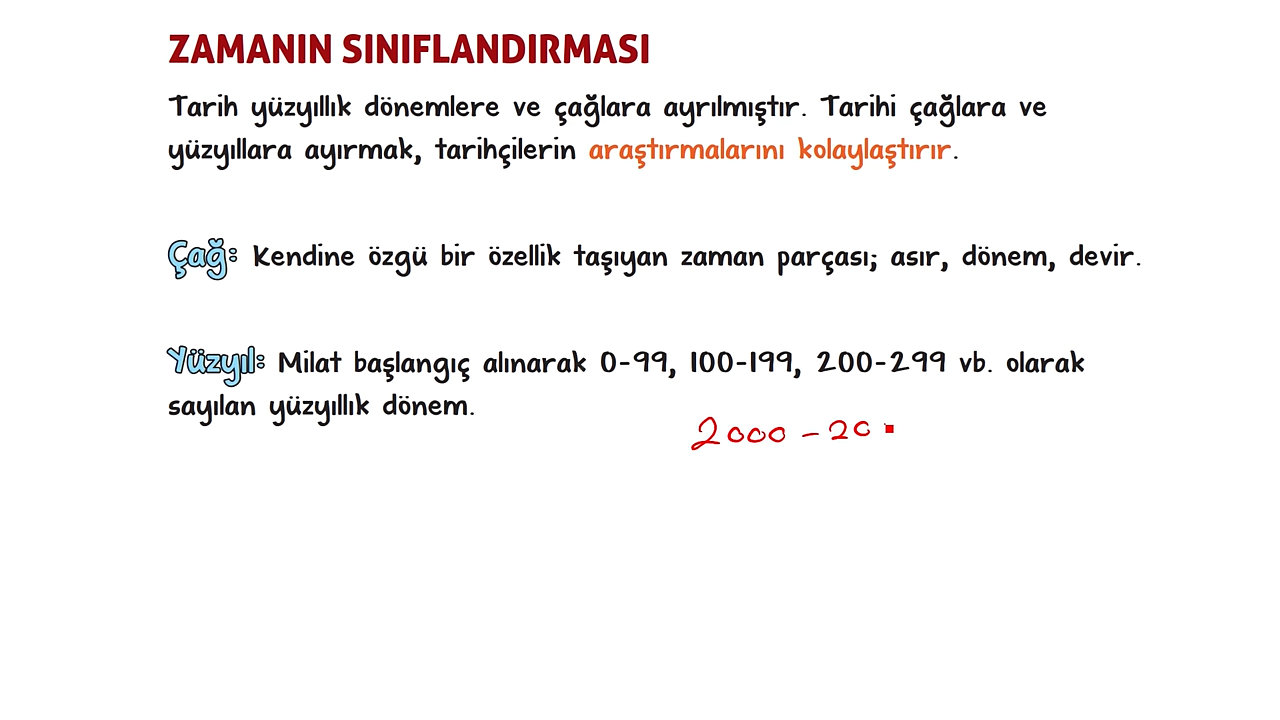 ZAMANIN SINIFLANDIRMASI
Tarih yüzyıllık dönemlere ve çağlara ayrılmıştır. Tarihi çağlara ve
yüzyıllara ayırmak, tarihçilerin araştırmalarını kolaylaştırır.
Çağ: Kendine özgü bir özellik taşıyan zaman parçası; asır, dönem, devir.
Yüzyıl: Milat başlangıç alınarak 0-99, 100-199, 200-299 vb. olarak
sayılan yüzyıllık dönem.
2000 - 20